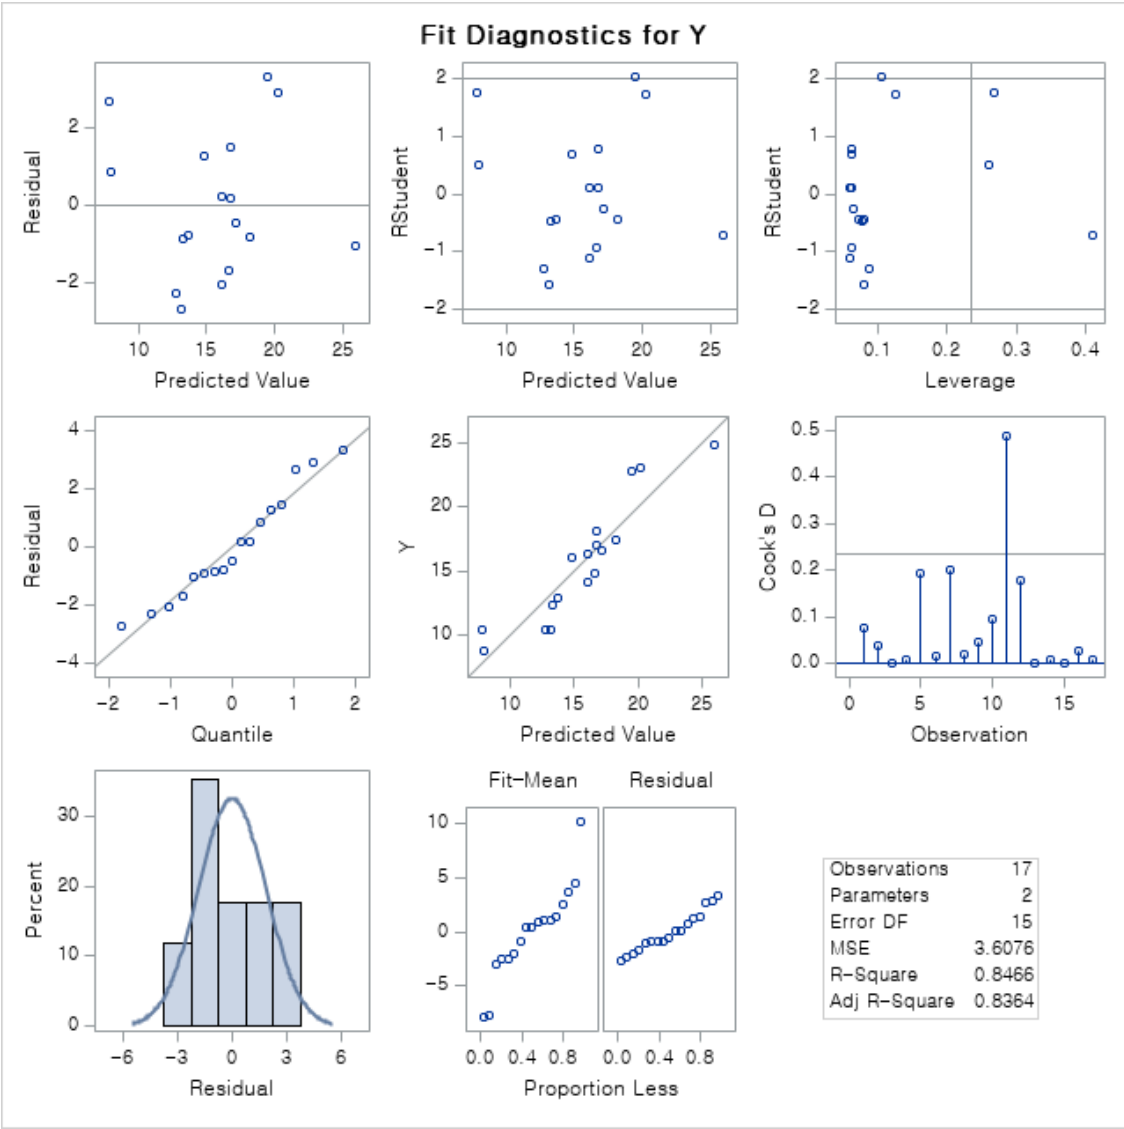 Fit Diagnostics for Y
Residual
2
0
−2
10 15 20 25
Predicted Value
RStudent
2
1
0
−1
−2
10 15 20 25
Predicted Value
RStudent
2
1
0
−1
−2
0.1 0.2 0.3 0.4
Leverage
Residual
4
2
0
−2
−4
−2 −1 0 1 2
Quantile
Y
25
20
15
10
10 15 20 25
Predicted Value
Cook's D
0.5
0.4
0.3
0.2
0.1
0.0
0 5 10 15
Observation
Percent
30
20
10
0
−6 −3 0 3 6
Residual
Fit−Mean Residual
10
5
0
−5
0.0 0.4 0.8 0.0 0.4 0.8
Proportion Less
Observations 17
Parameters 2
Error DF 15
MSE 3.6076
R−Square 0.8466
Adj R−Square 0.8364